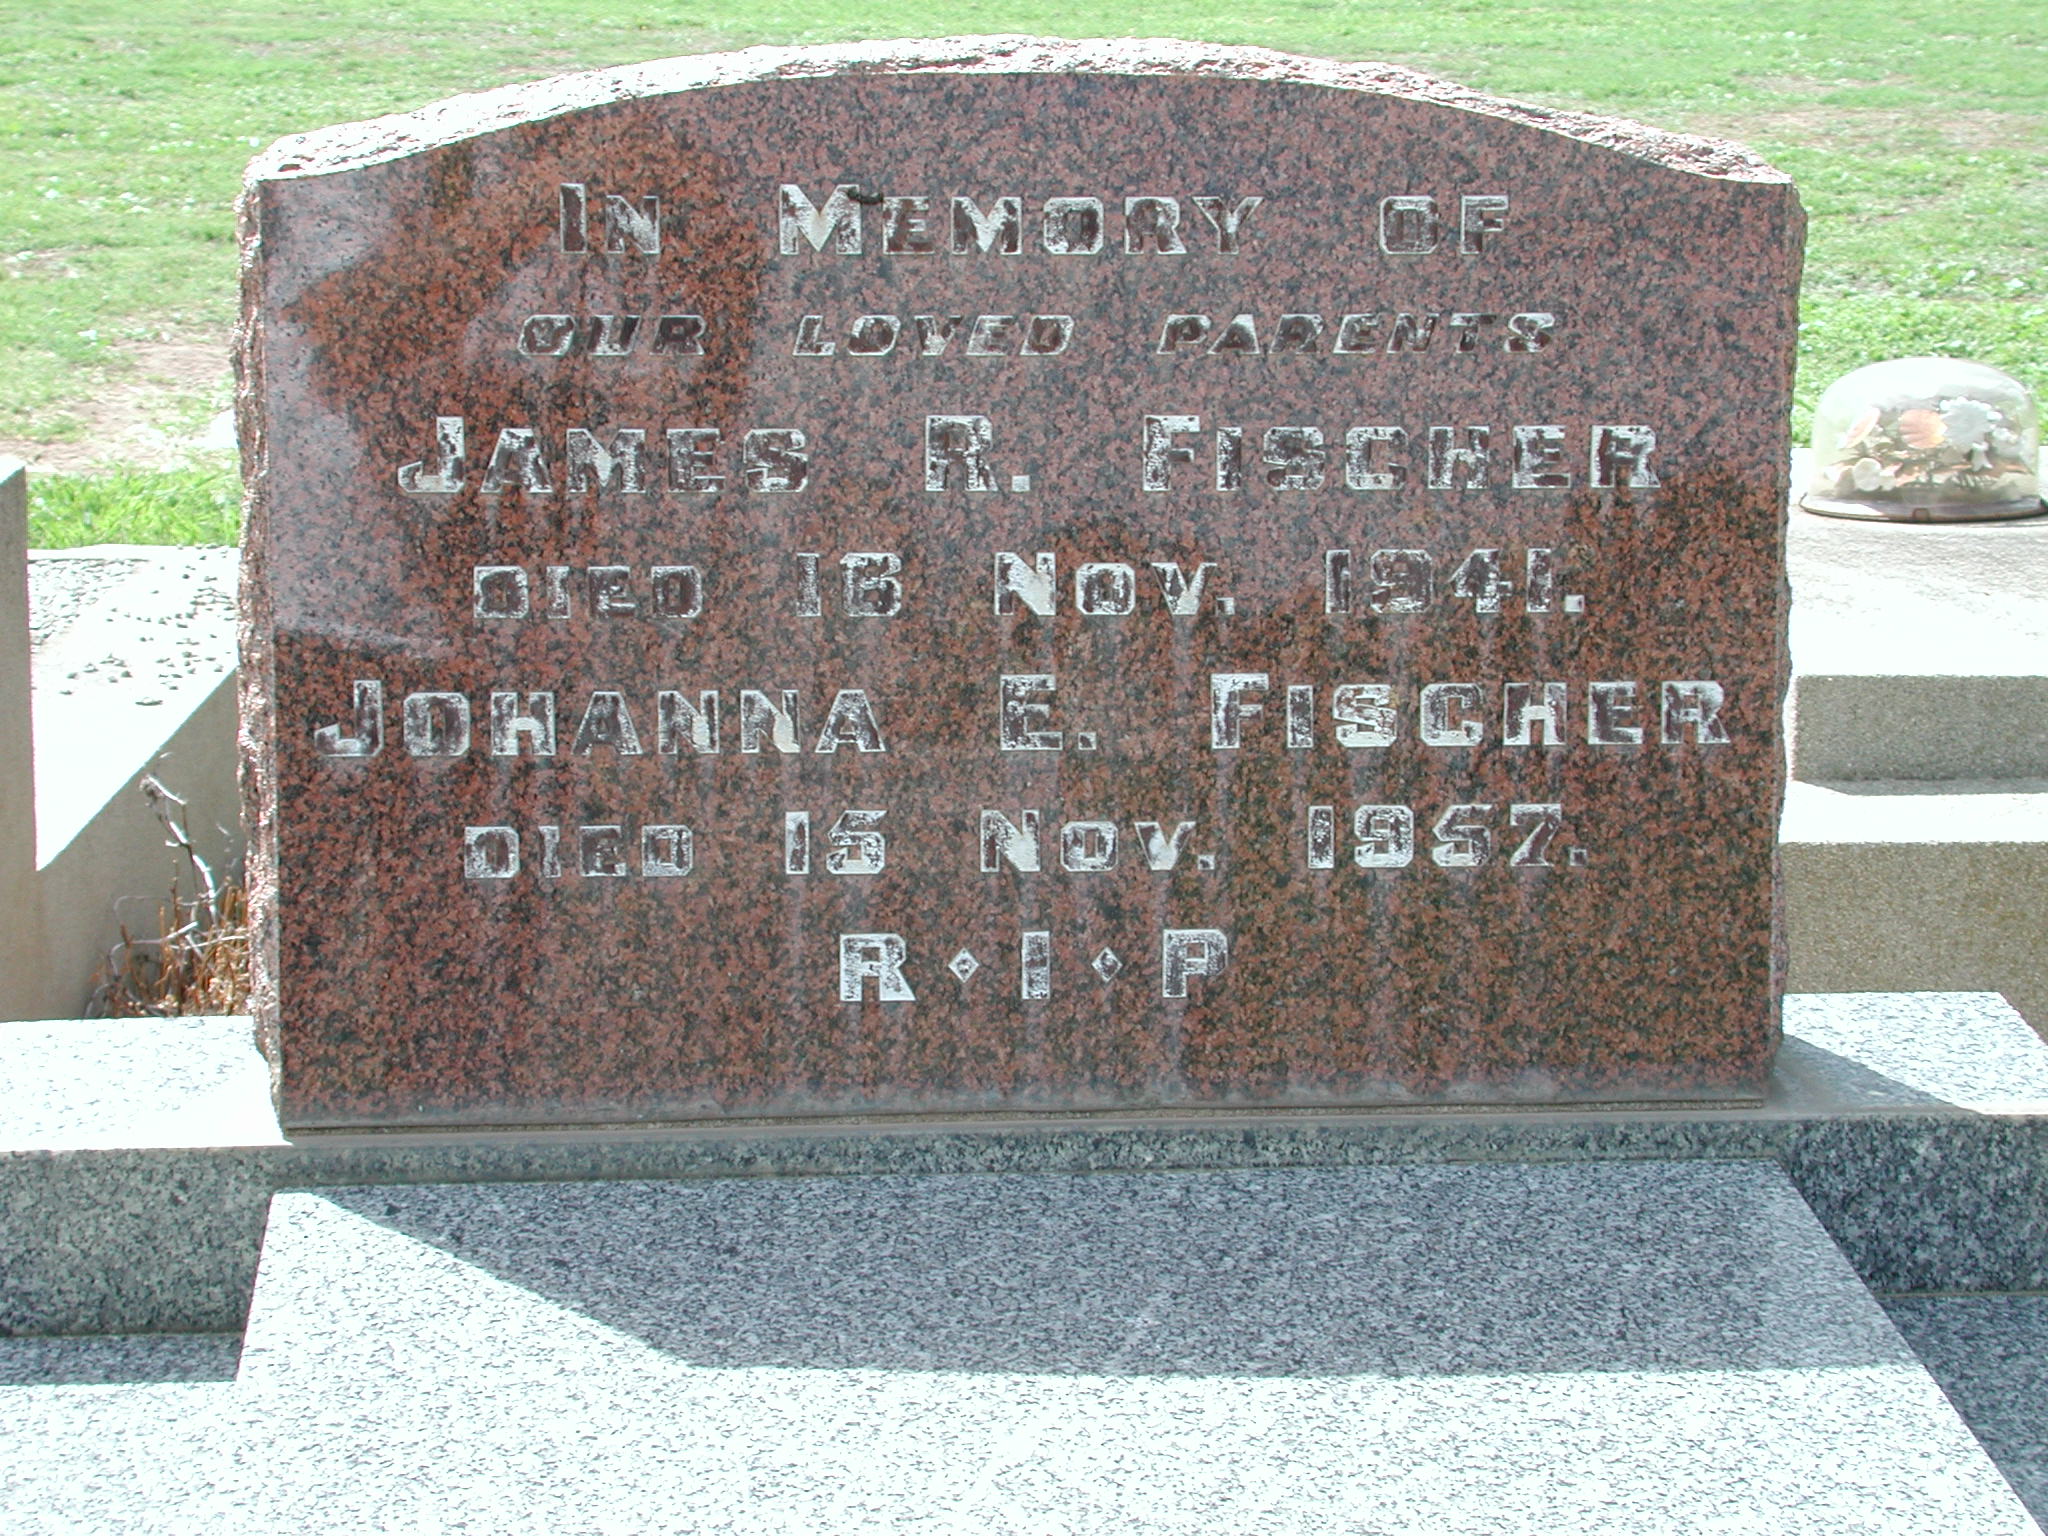 In Memory of
our loved parents
James R. Fischer
died 16 Nov. 1941.
Johanna E. Fischer
died 15 Nov. 1957.
R·I·P